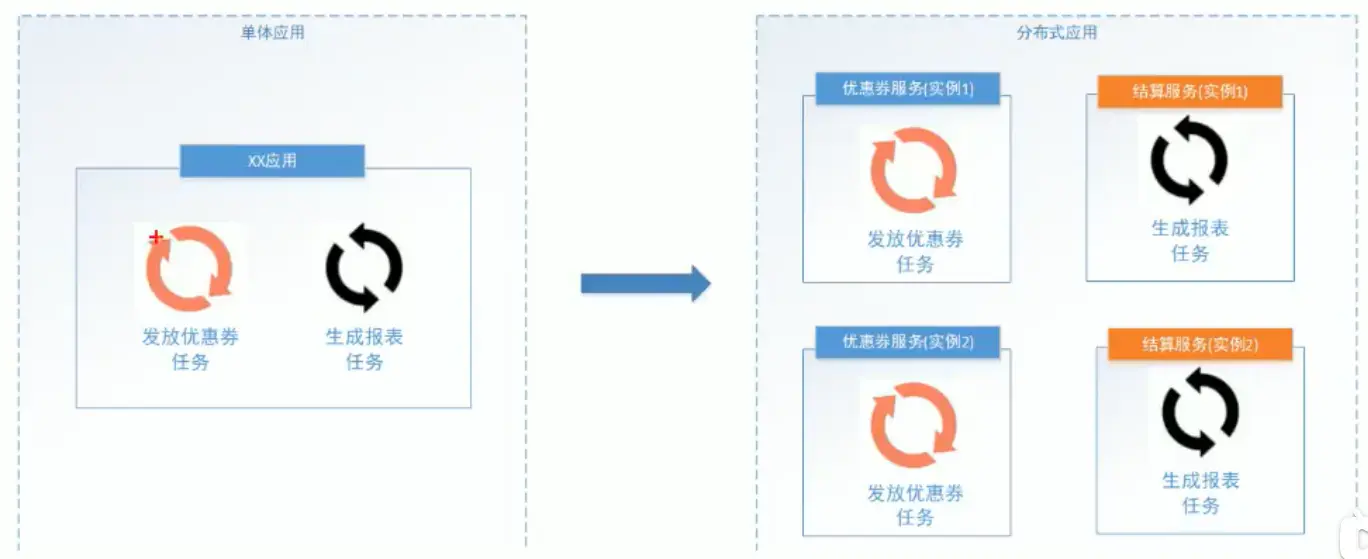 单体应用
XX应用
发放优惠券
任务
生成报表
任务
分布式应用
优惠券服务(实例1)
发放优惠券
任务
结算服务(实例1)
生成报表
任务
优惠券服务(实例2)
发放优惠券
任务
结算服务(实例2)
生成报表
任务